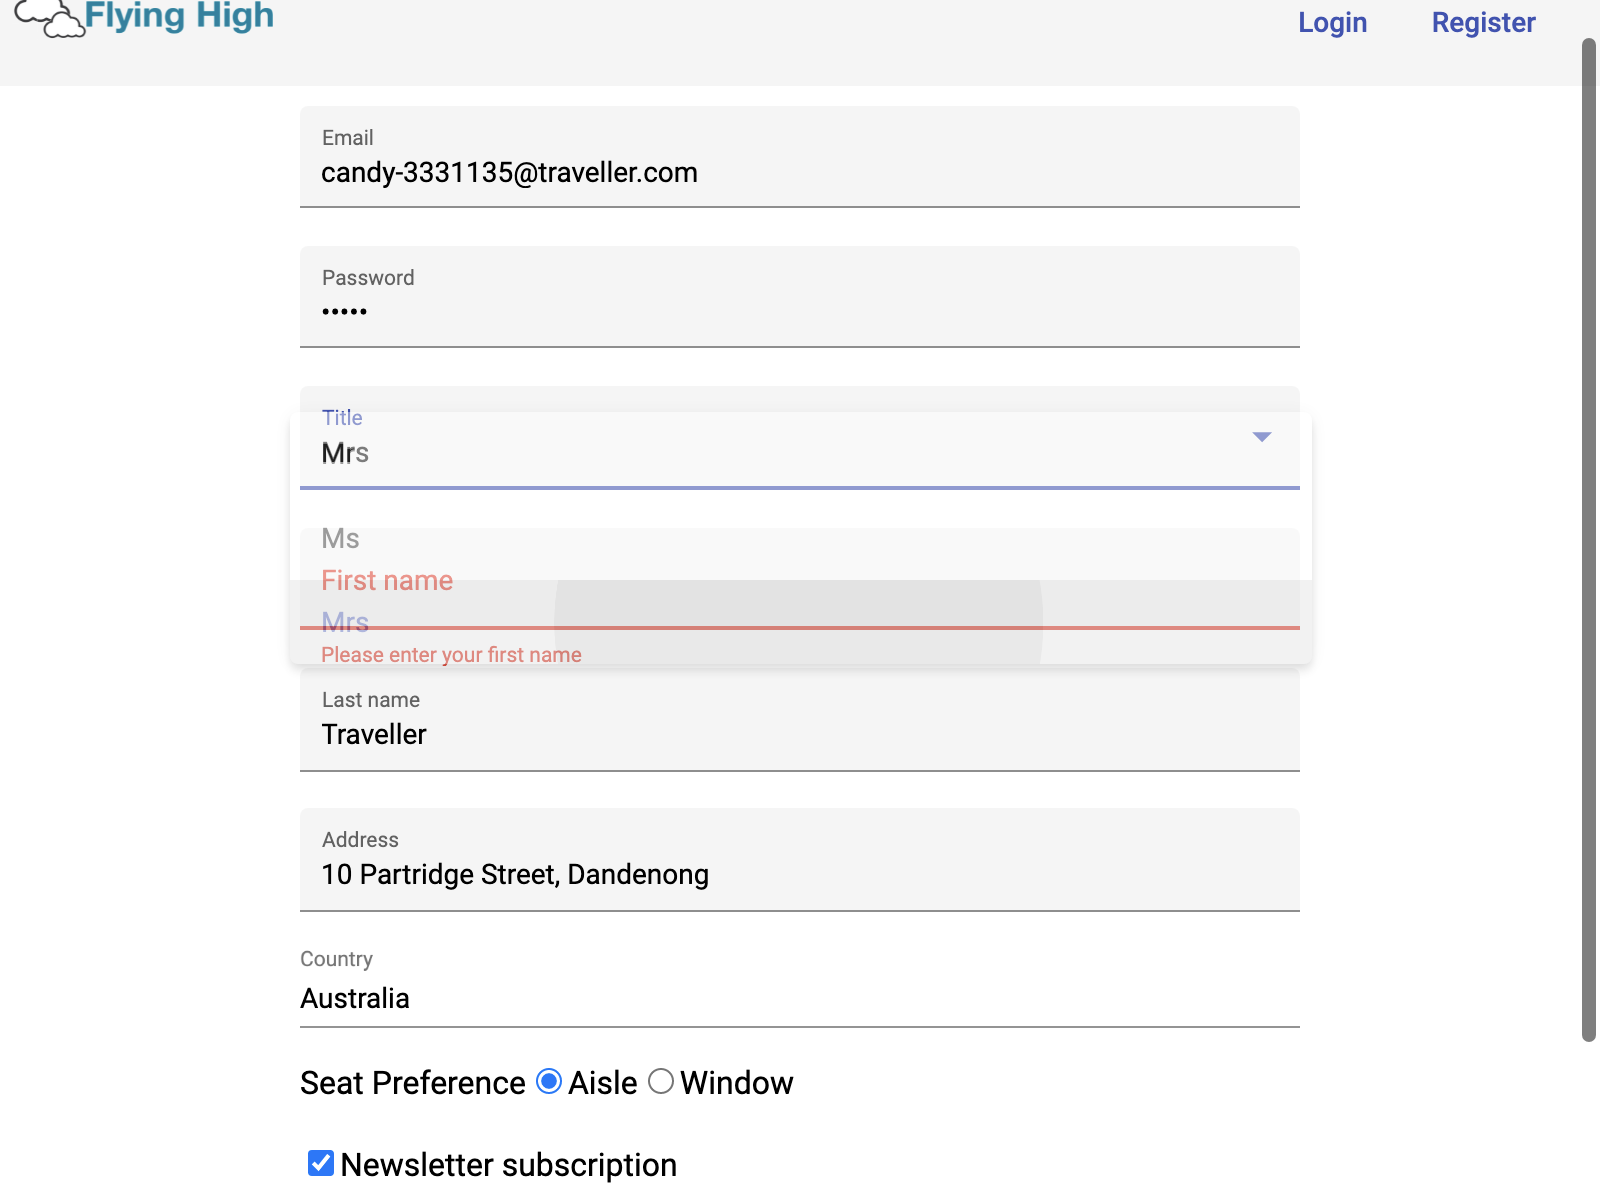 Flying High
Login
Register
Email
candy-3331135@traveller.com
Password
•••••
Title
Mrs
Ms
First name
Mrs
Please enter your first name
Last name
Traveller
Address
10 Partridge Street, Dandenong
Country
Australia
Seat Preference Aisle Window
Newsletter subscription